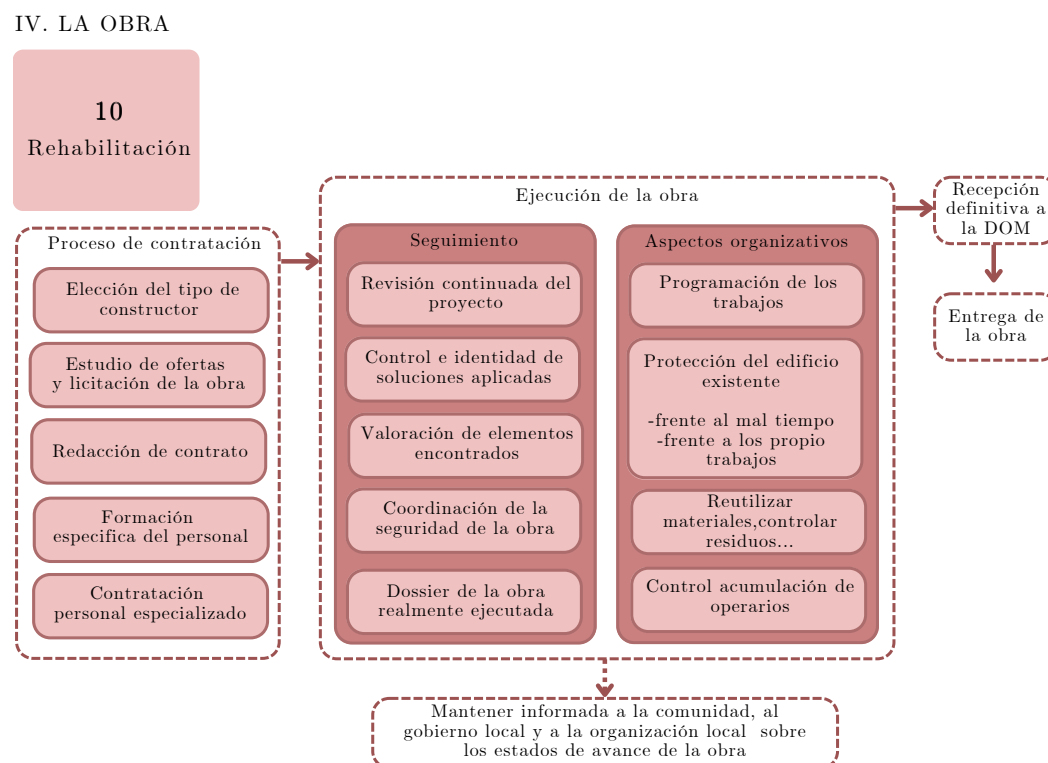 IV. LA OBRA
10
Rehabilitación
Proceso de contratación
Elección del tipo de
constructor
Estudio de ofertas
y licitación de la obra
Redacción de contrato
Formación
especifica del personal
Contratación
personal especializado
Ejecución de la obra
Seguimiento
Revisión continuada del
proyecto
Control e identidad de
soluciones aplicadas
Valoración de elementos
encontrados
Coordinación de la
seguridad de la obra
Dossier de la obra
realmente ejecutada
Aspectos organizativos
Programación de los
trabajos
Protección del edificio
existente
-frente al mal tiempo
-frente a los propio
trabajos
Reutilizar
materiales,controlar
residuos...
Control acumulación de
operarios
Recepción
definitiva a
la DOM
Entrega de
la obra
Mantener informada a la comunidad, al
gobierno local y a la organización local sobre
los estados de avance de la obra